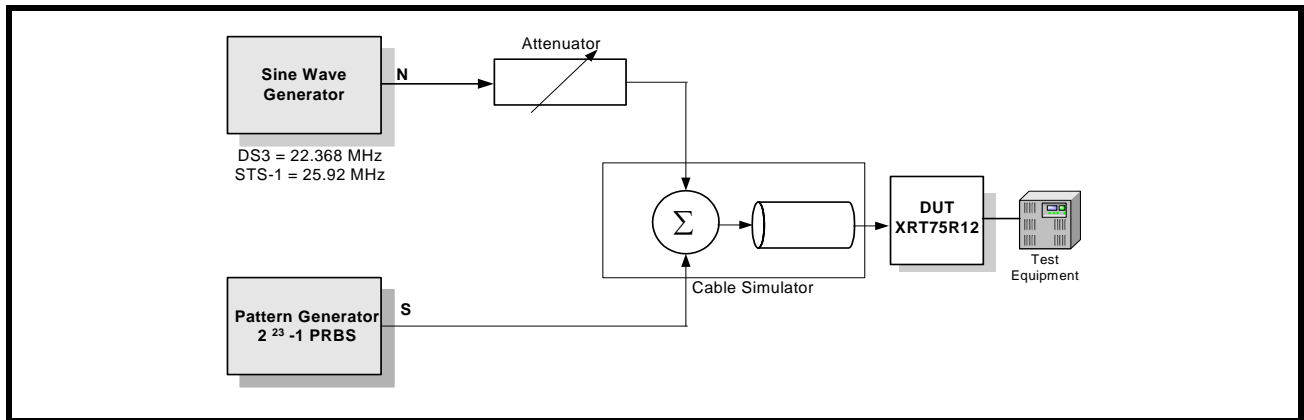 Attenuator
Sine Wave
Generator
N
DS3 = 22.368 MHz
STS-1 = 25.92 MHz
Σ
DUT
XRT75R12
Test
Equipment
Cable Simulator
Pattern Generator
2 23 -1 PRBS
S